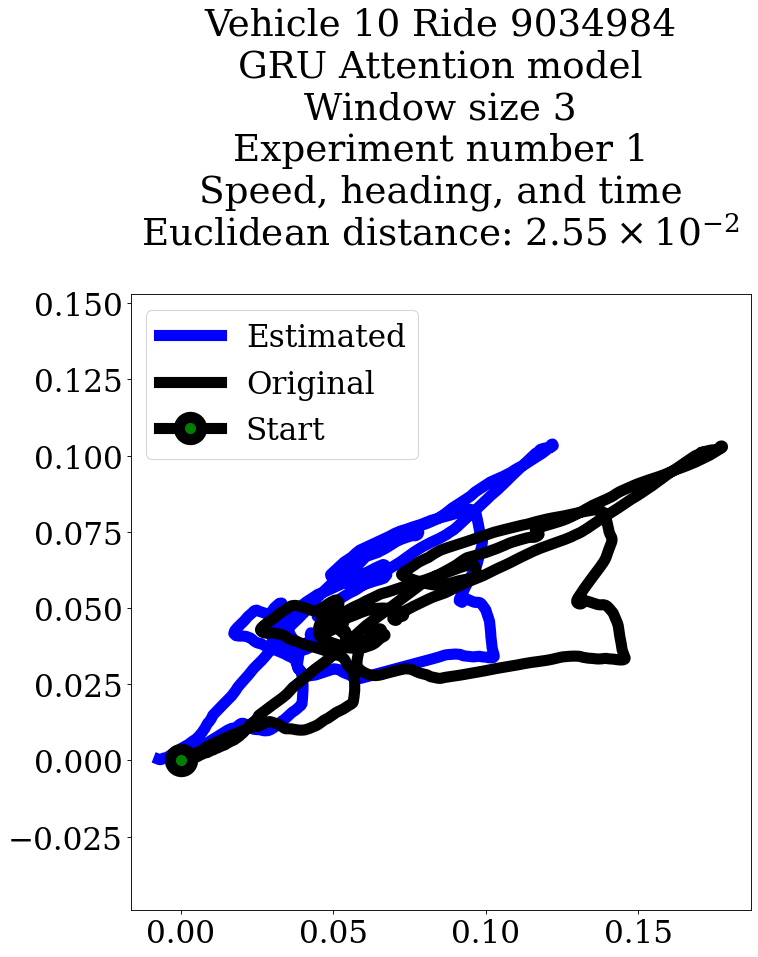 Vehicle 10 Ride 9034984
GRU Attention model
Window size 3
Experiment number 1
Speed, heading, and time
Euclidean distance: 2.55 × 10⁻²
0.150
0.125
0.100
0.075
0.050
0.025
0.000
−0.025
Estimated
Original
Start
0.00 0.05 0.10 0.15